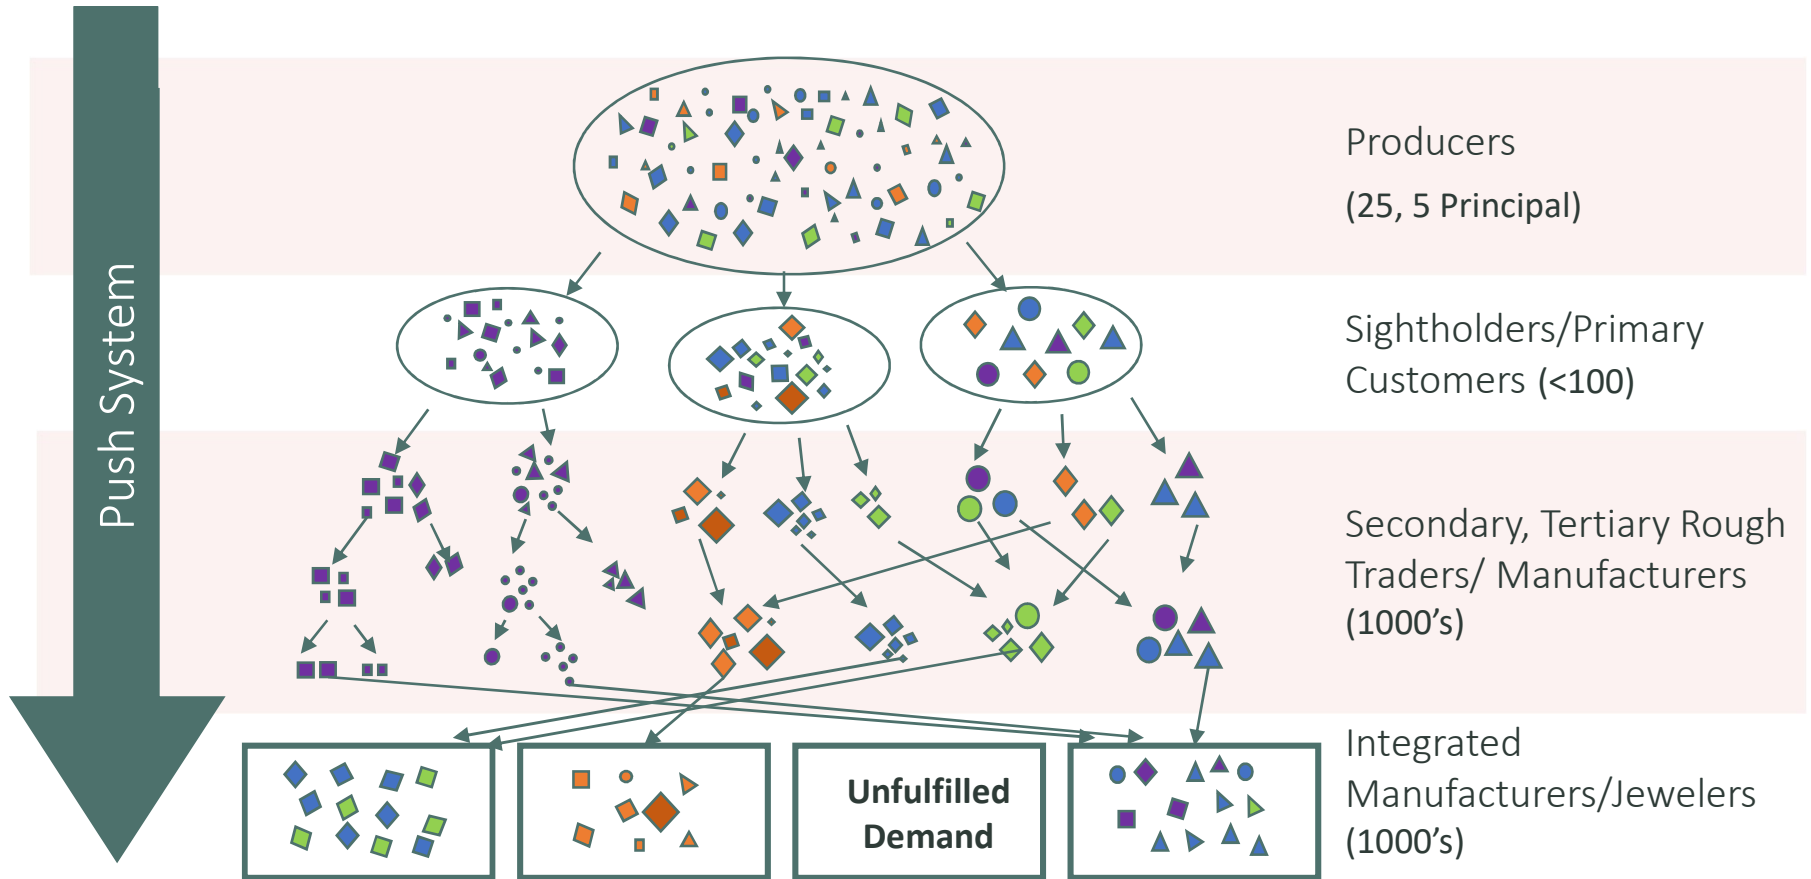 Push System
Producers
(25, 5 Principal)
Sightholders/Primary
Customers (<100)
Secondary, Tertiary Rough
Traders/ Manufacturers
(1000’s)
Integrated
Manufacturers/Jewelers
(1000’s)
Unfulfilled
Demand